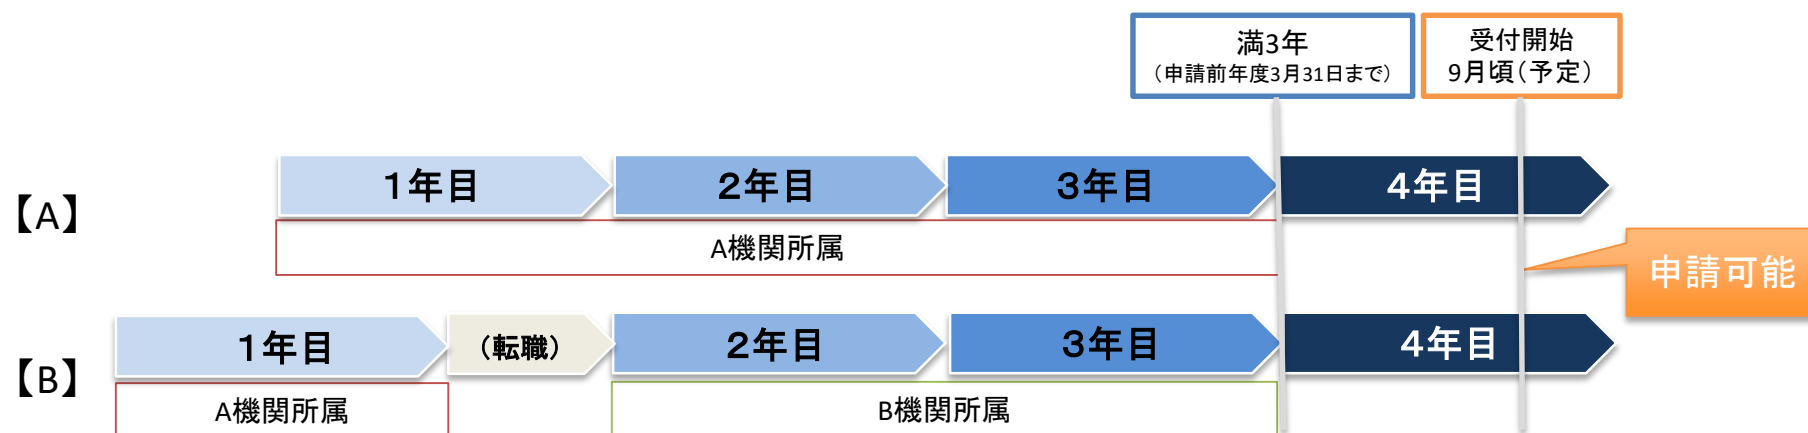 満3年
（申請前年度3月31日まで）
受付開始
9月頃（予定）
【A】
1年目
2年目
3年目
4年目
A機関所属
申請可能
【B】
1年目
（転職）
2年目
3年目
4年目
A機関所属
B機関所属